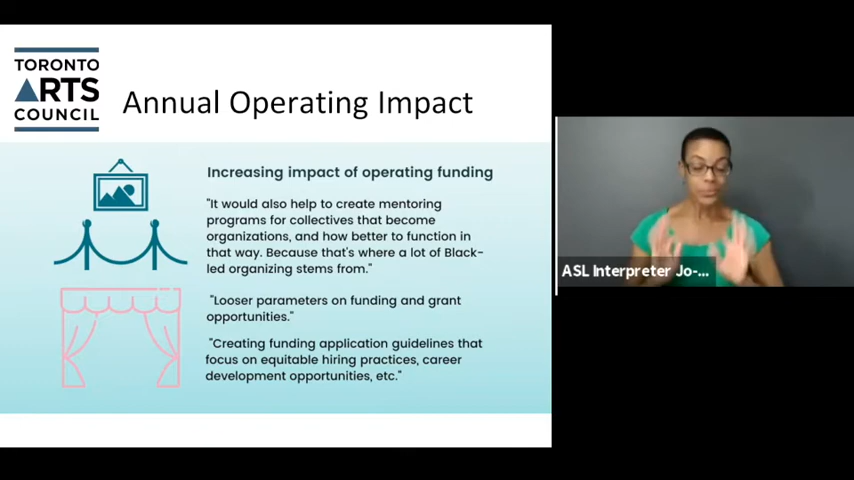 TORONTO
ARTS
COUNCIL
Annual Operating Impact
Increasing impact of operating funding
"It would also help to create mentoring
programs for collectives that become
organizations, and how better to function in
that way. Because that's where a lot of Black-
led organizing stems from."
"Looser parameters on funding and grant
opportunities."
"Creating funding application guidelines that
focus on equitable hiring practices, career
development opportunities, etc."
ASL Interpreter Jo-...